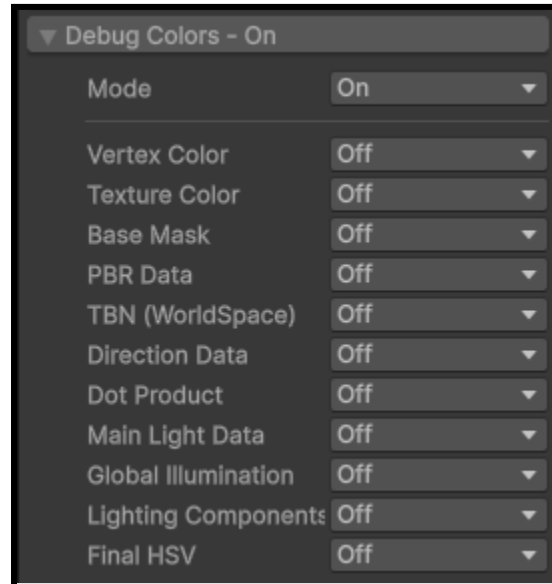 Debug Colors - On
Mode On
Vertex Color Off
Texture Color Off
Base Mask Off
PBR Data Off
TBN (WorldSpace) Off
Direction Data Off
Dot Product Off
Main Light Data Off
Global Illumination Off
Lighting Components Off
Final HSV Off